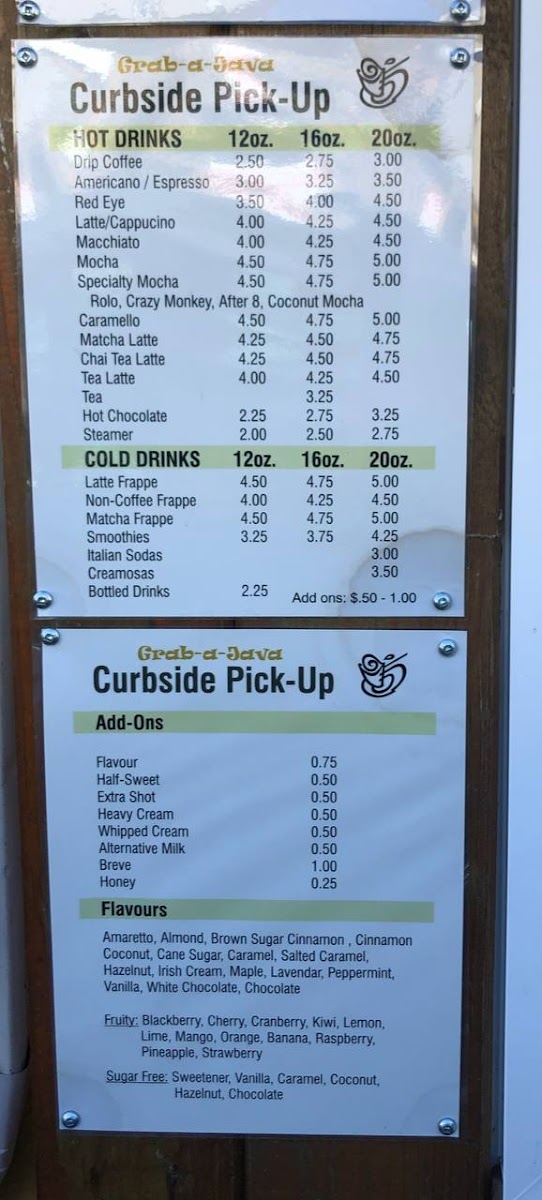 Grab-a-Java
Curbside Pick-Up
HOT DRINKS 12oz. 16oz. 20oz.
Drip Coffee 2.50 2.75 3.00
Americano / Espresso 3.00 3.25 3.50
Red Eye 3.50 4.00 4.50
Latte/Cappucino 4.00 4.25 4.50
Macchiato 4.00 4.25 4.50
Mocha 4.50 4.75 5.00
Specialty Mocha 4.50 4.75 5.00
Rolo, Crazy Monkey, After 8, Coconut Mocha
Caramello 4.50 4.75 5.00
Matcha Latte 4.25 4.50 4.75
Chai Tea Latte 4.25 4.50 4.75
Tea Latte 4.00 4.25 4.50
Tea 3.25
Hot Chocolate 2.25 2.75 3.25
Steamer 2.00 2.50 2.75
COLD DRINKS 12oz. 16oz. 20oz.
Latte Frappe 4.50 4.75 5.00
Non-Coffee Frappe 4.00 4.25 4.50
Matcha Frappe 4.50 4.75 5.00
Smoothies 3.25 3.75 4.25
Italian Sodas 3.00
Creamosas 3.50
Bottled Drinks 2.25 Add ons: $.50 - 1.00
Grab-a-Java
Curbside Pick-Up
Add-Ons
Flavour 0.75
Half-Sweet 0.50
Extra Shot 0.50
Heavy Cream 0.50
Whipped Cream 0.50
Alternative Milk 0.50
Breve 1.00
Honey 0.25
Flavours
Amaretto, Almond, Brown Sugar Cinnamon , Cinnamon
Coconut, Cane Sugar, Caramel, Salted Caramel,
Hazelnut, Irish Cream, Maple, Lavendar, Peppermint,
Vanilla, White Chocolate, Chocolate
Fruity: Blackberry, Cherry, Cranberry, Kiwi, Lemon,
Lime, Mango, Orange, Banana, Raspberry,
Pineapple, Strawberry
Sugar Free: Sweetener, Vanilla, Caramel, Coconut,
Hazelnut, Chocolate